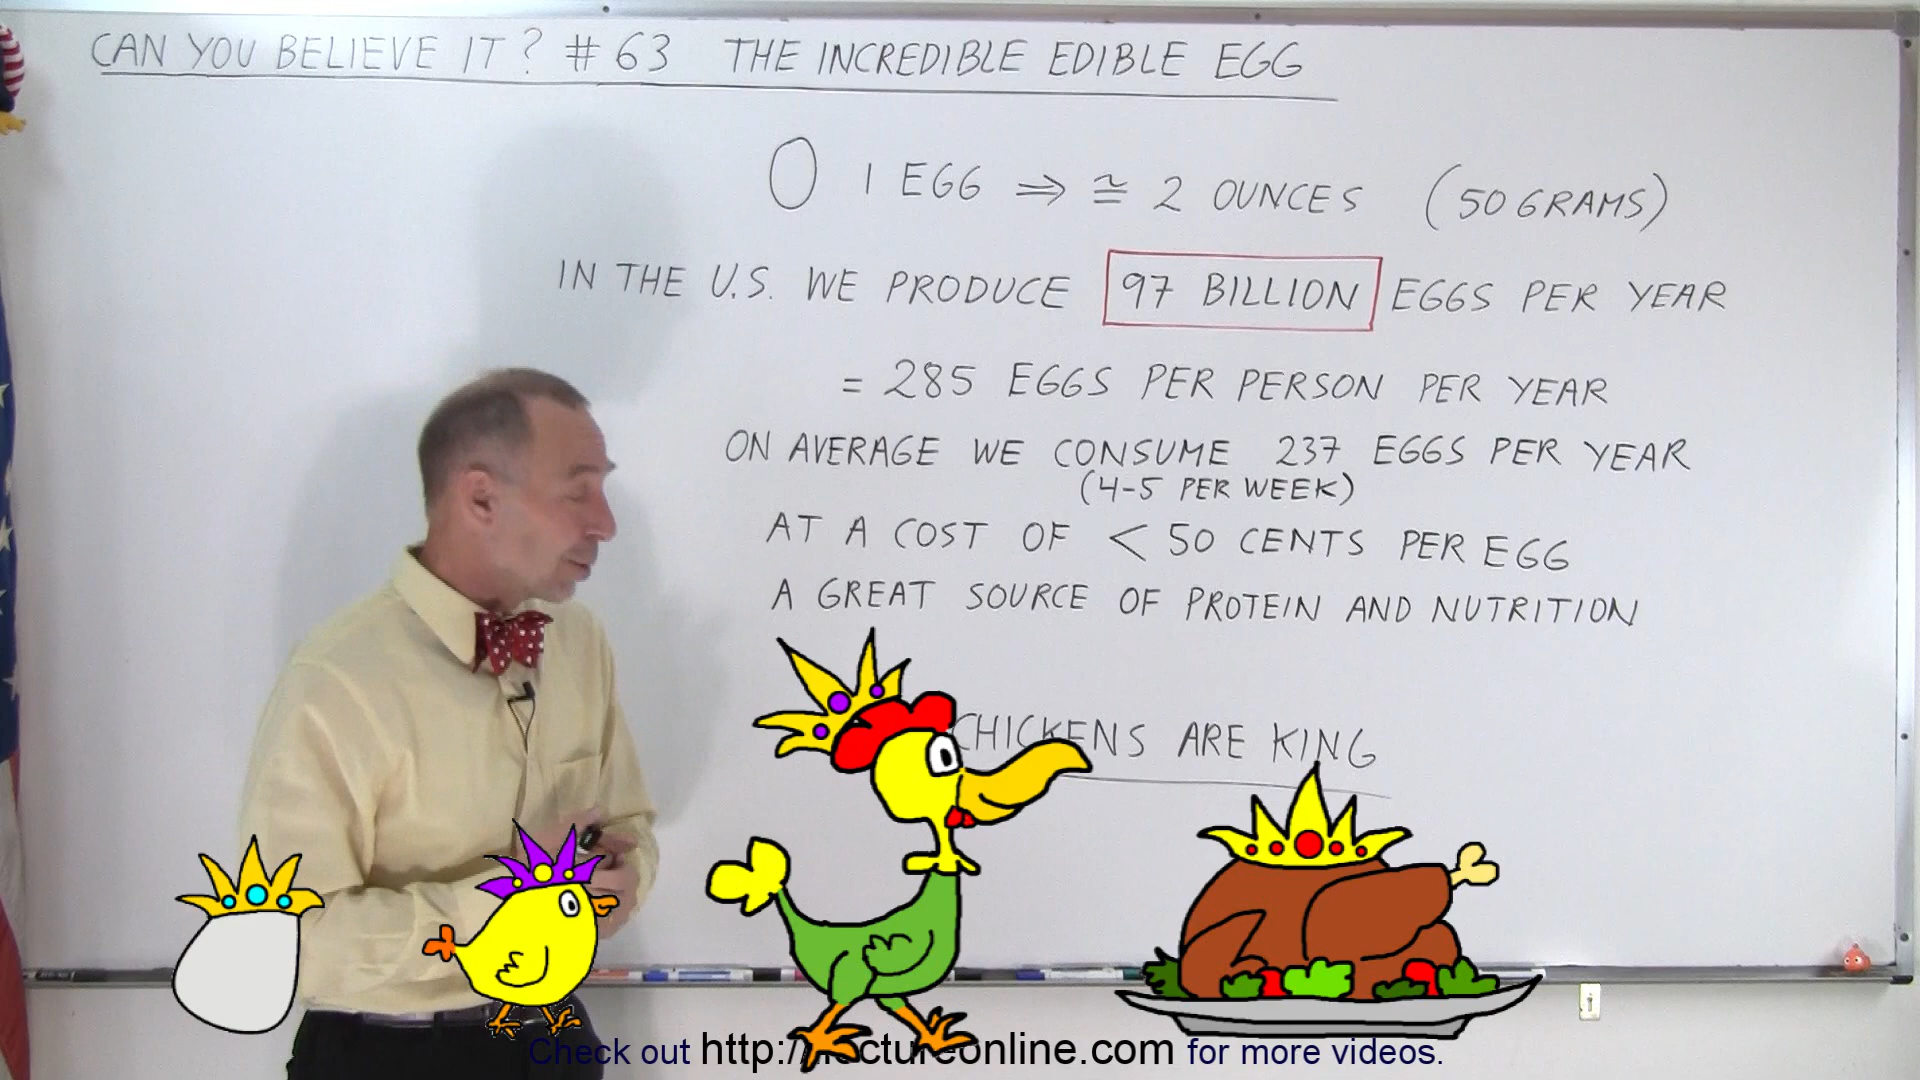 CAN YOU BELIEVE IT? # 63 THE INCREDIBLE EDIBLE EGG
1 EGG ⇒ ≅ 2 OUNCES (50 GRAMS)
IN THE U.S. WE PRODUCE 97 BILLION EGGS PER YEAR
= 285 EGGS PER PERSON PER YEAR
ON AVERAGE WE CONSUME 237 EGGS PER YEAR
(4-5 PER WEEK)
AT A COST OF < 50 CENTS PER EGG
A GREAT SOURCE OF PROTEIN AND NUTRITION
CHICKENS ARE KING
Check out http://lectureonline.com for more videos.